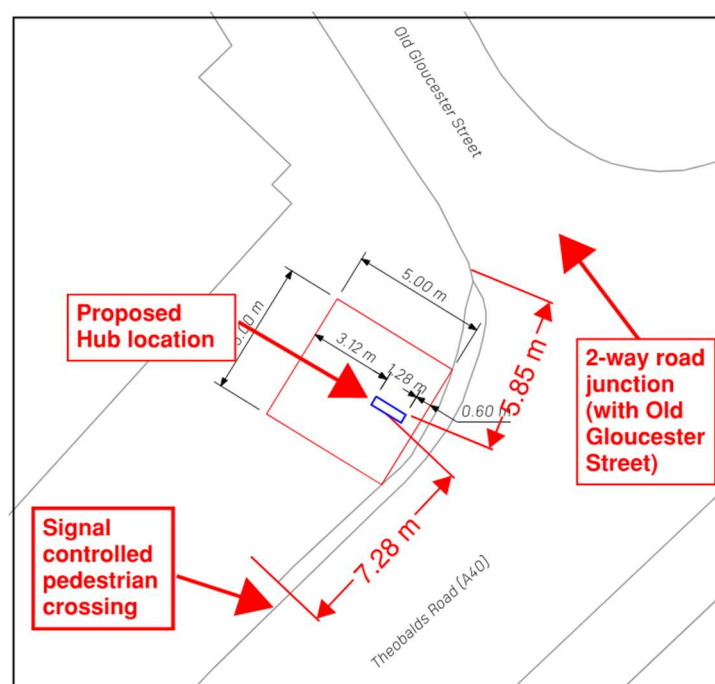 Old Gloucester Street
5.00 m
Proposed
Hub location
3.12 m
1.28 m
0.60 m
5.85 m
2-way road
junction
(with Old
Gloucester
Street)
7.28 m
Signal
controlled
pedestrian
crossing
Theobalds Road (A40)